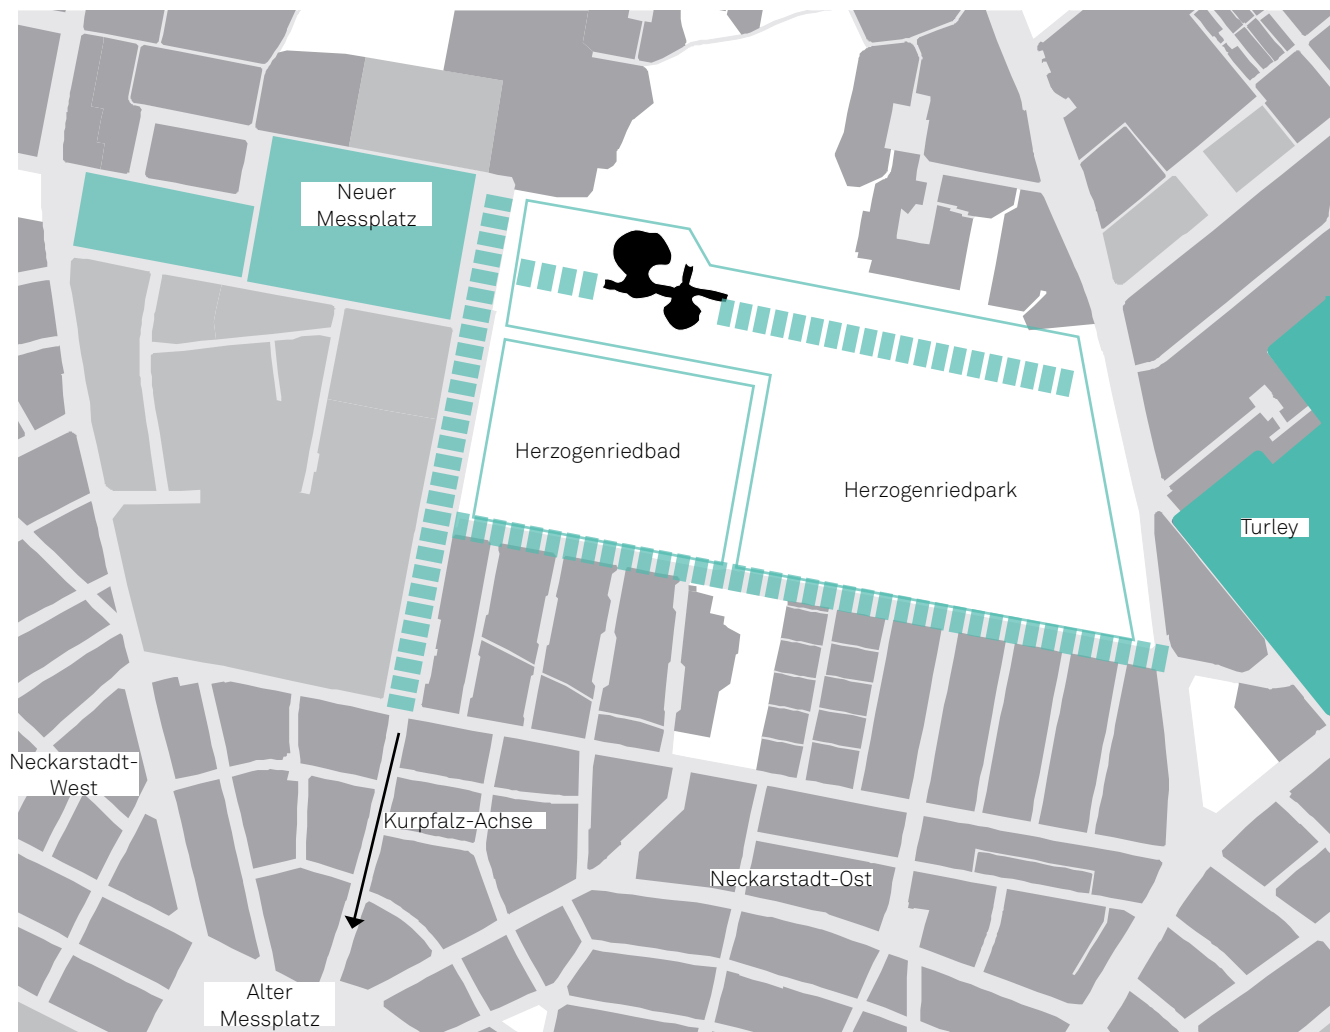 Neuer
Messplatz
Herzogenriedbad
Herzogenriedpark
Turley
Neckarstadt-
West
Kurpfalz-Achse
Neckarstadt-Ost
Alter
Messplatz